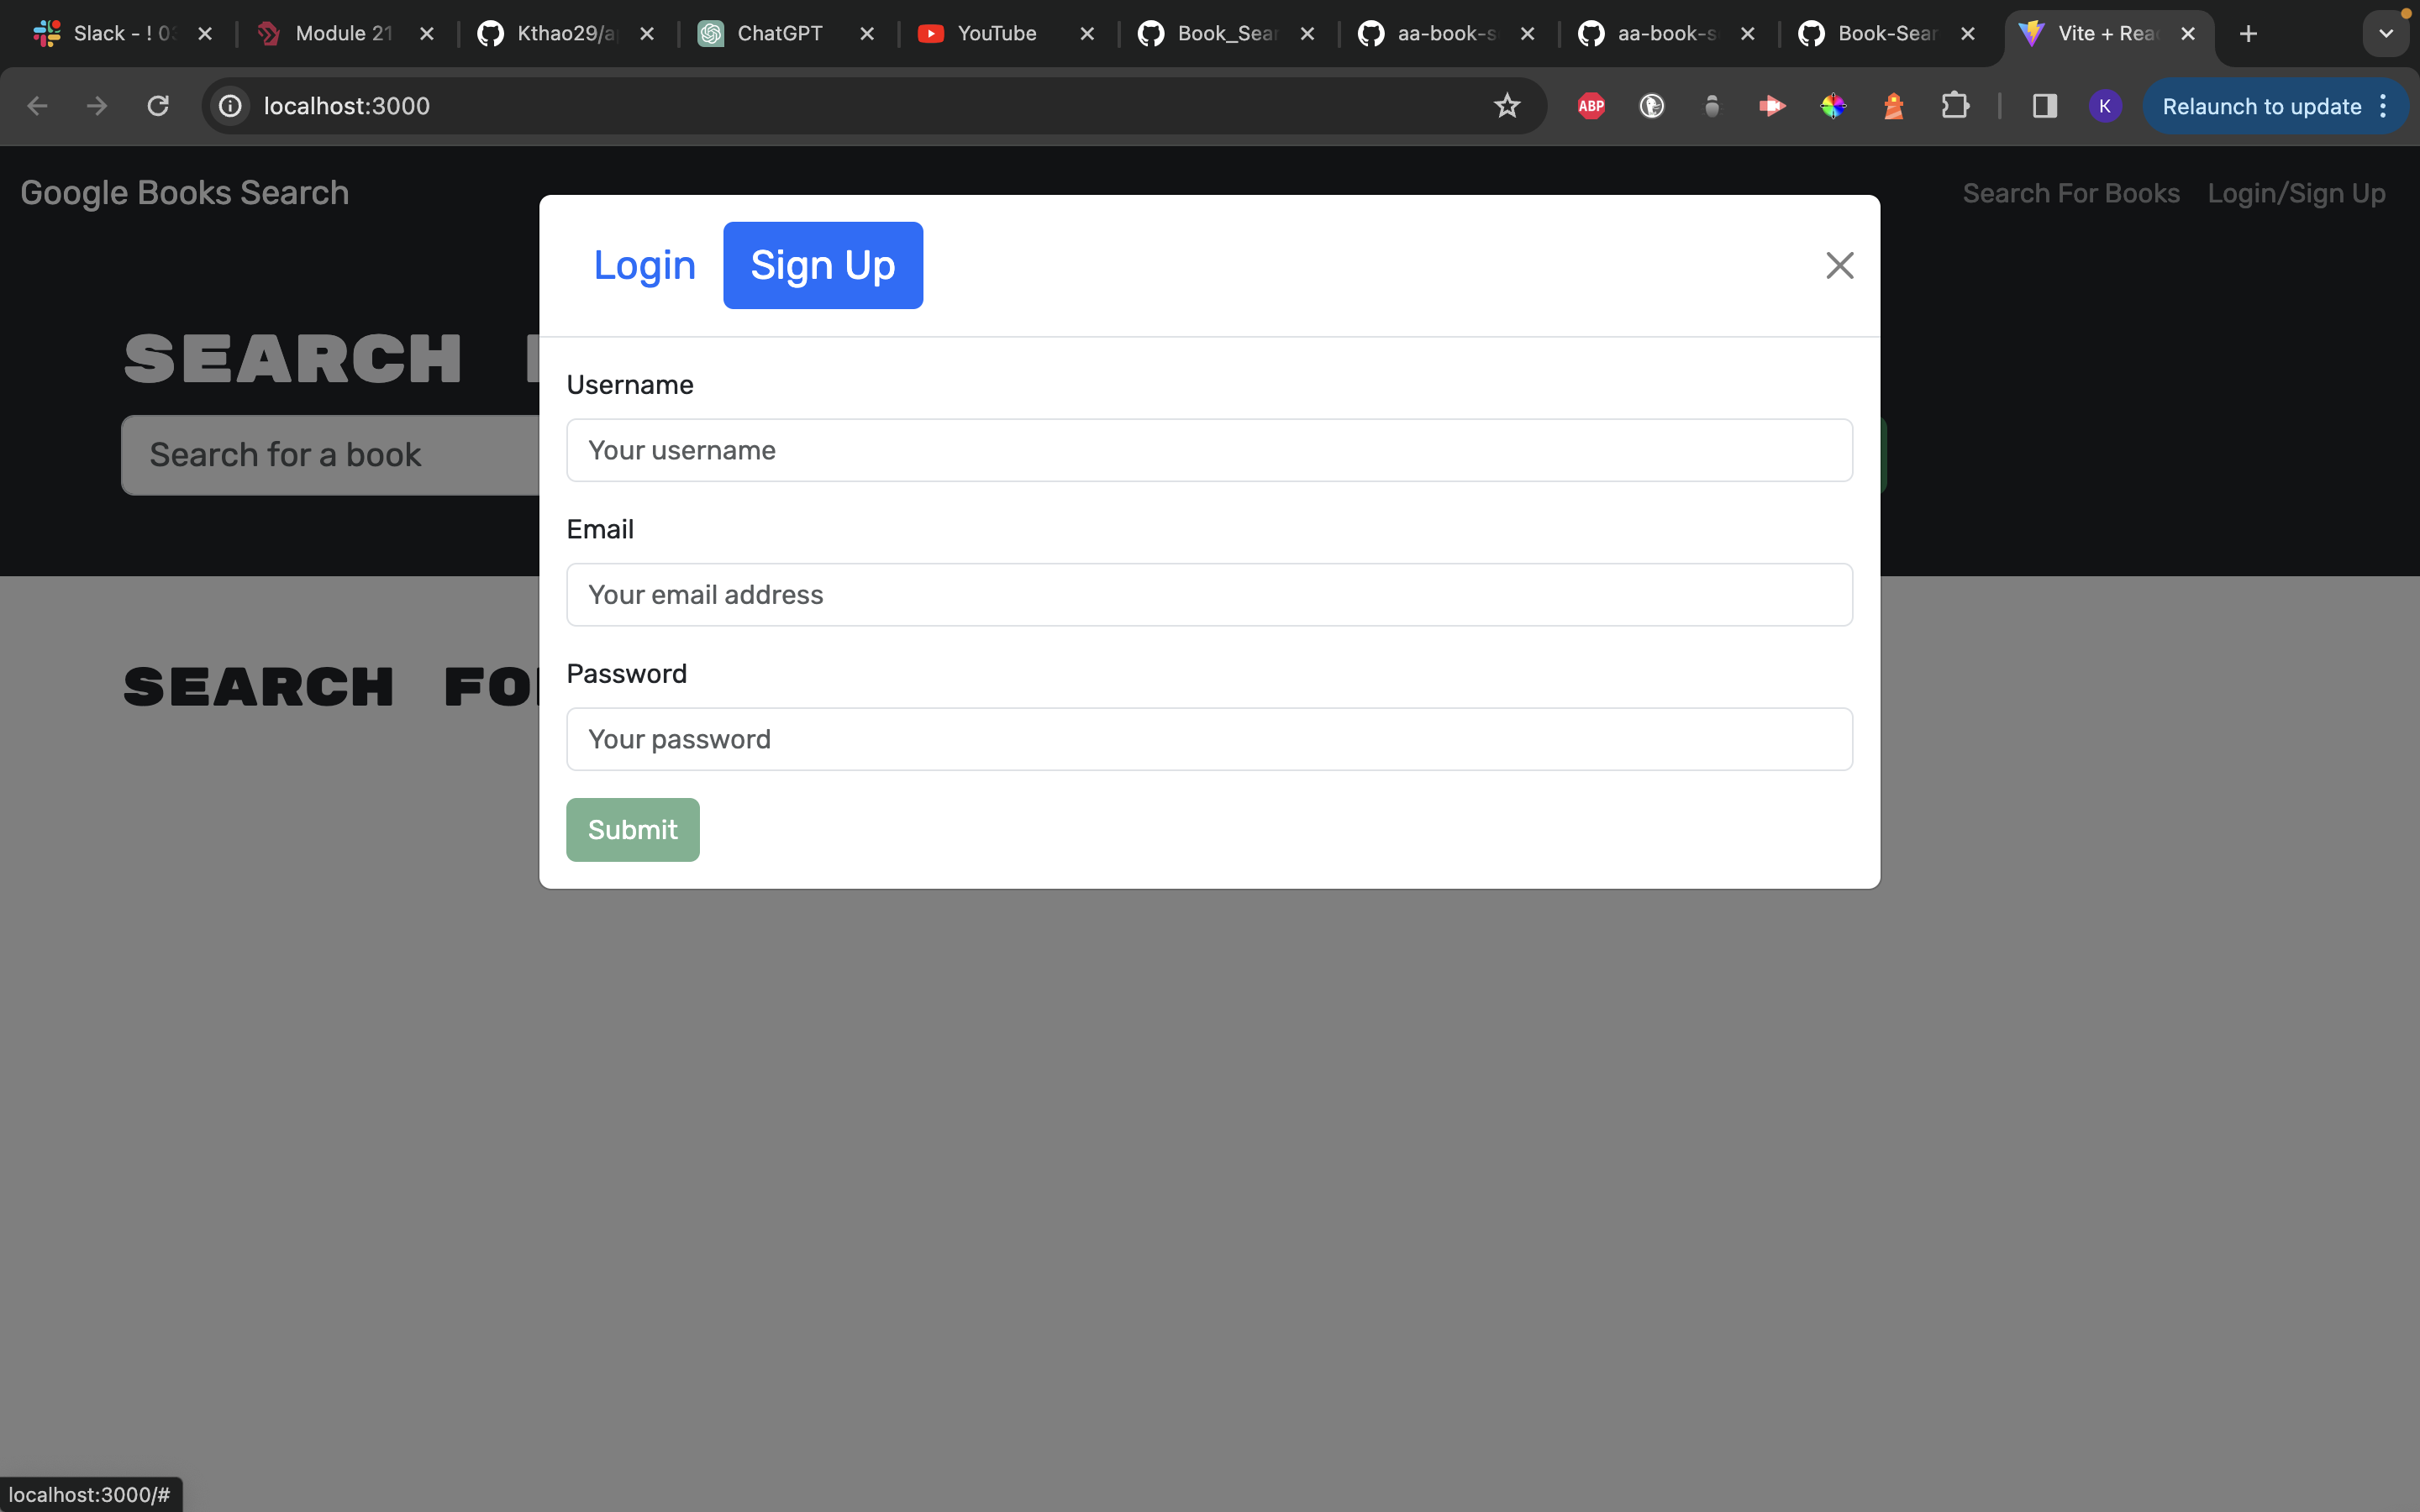 Slack - ! 03 Module 21 Kthao29/a ChatGPT YouTube Book_Sear aa-book-s aa-book-s Book-Sear Vite + Rea
localhost:3000 ABP K Relaunch to update
Google Books Search Search For Books Login/Sign Up
Login Sign Up
SEARCH
Search for a book
Username
Your username
Email
Your email address
SEARCH FO
Password
Your password
Submit
localhost:3000/#